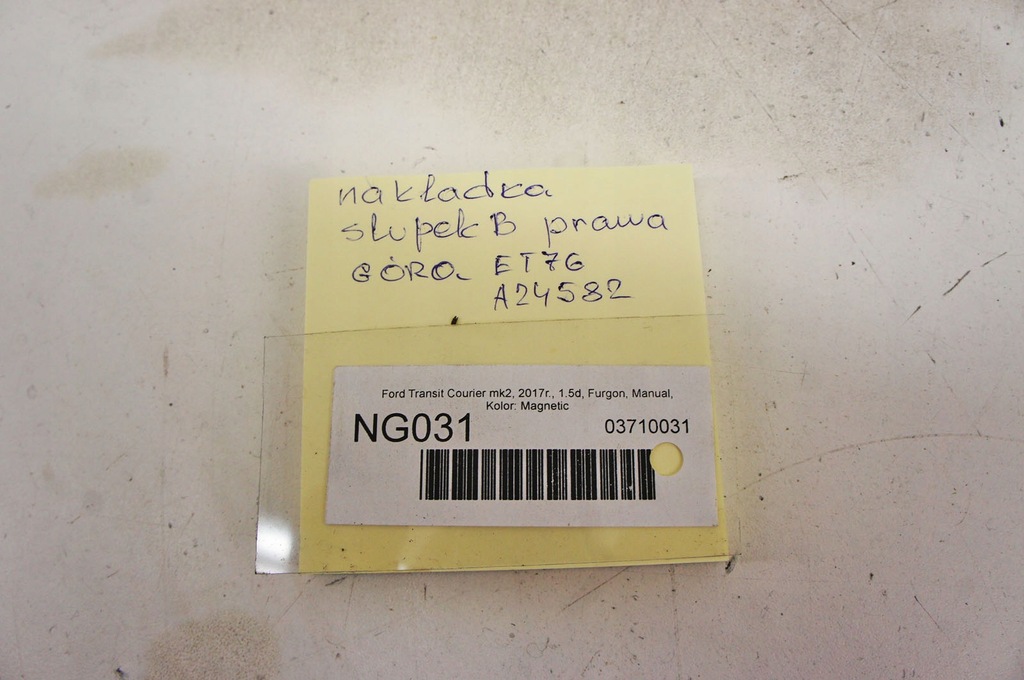 nakładka
słupek B prawa
GÓRA ET76
A24582
Ford Transit Courier mk2, 2017r., 1.5d, Furgon, Manual,
Kolor: Magnetic
NG031 03710031